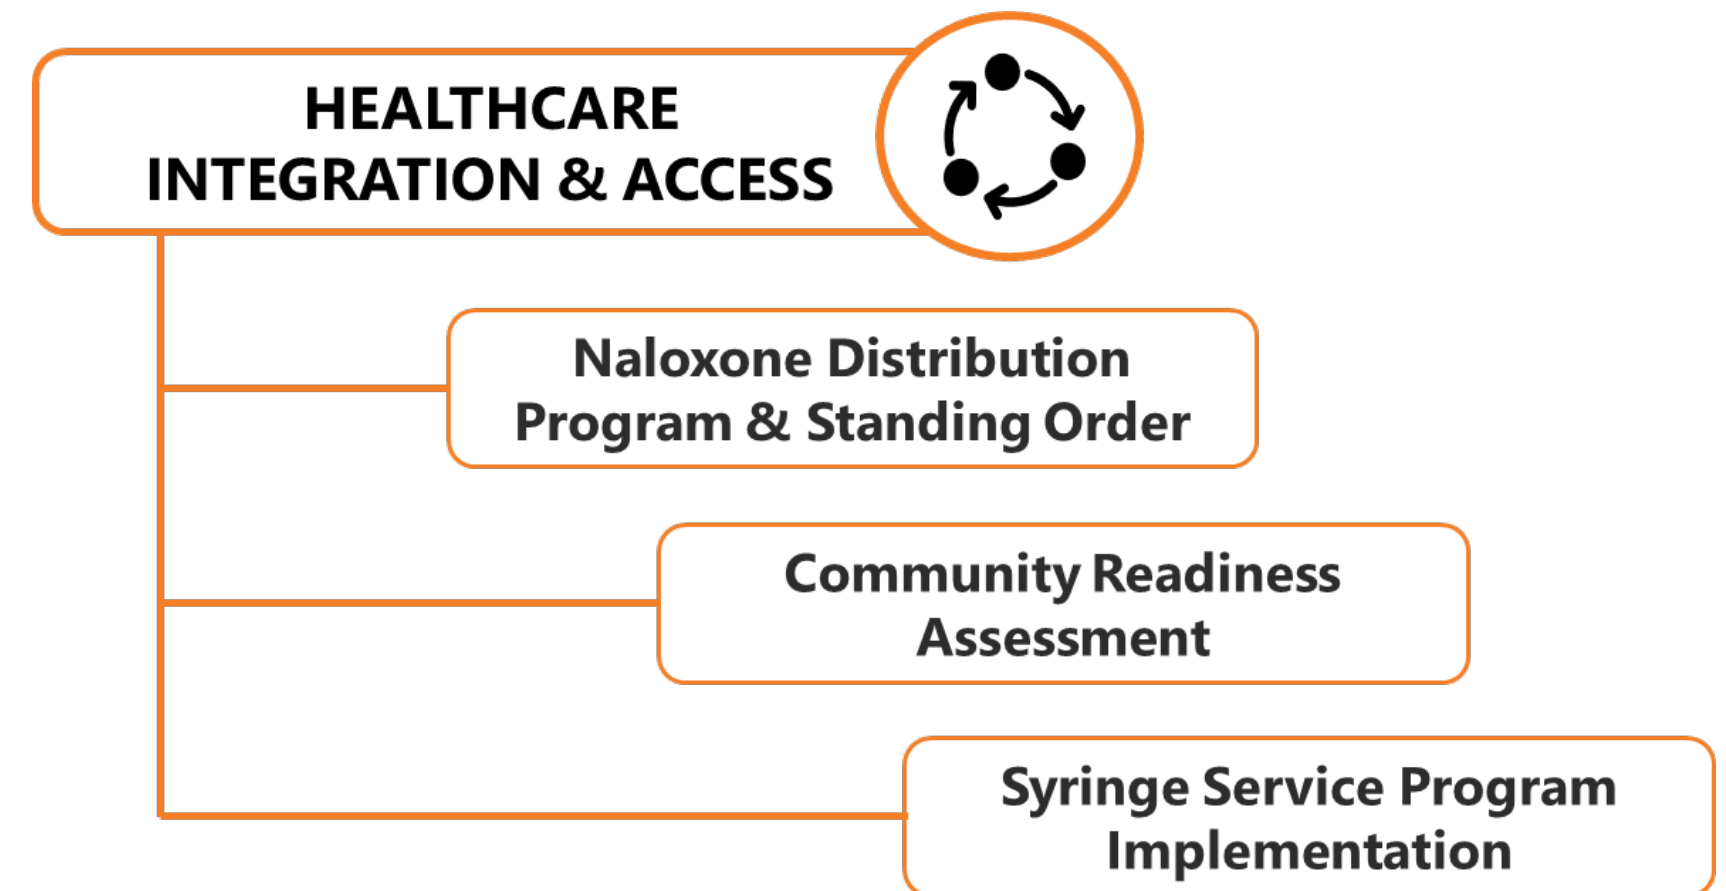 HEALTHCARE
INTEGRATION & ACCESS
Naloxone Distribution
Program & Standing Order
Community Readiness
Assessment
Syringe Service Program
Implementation